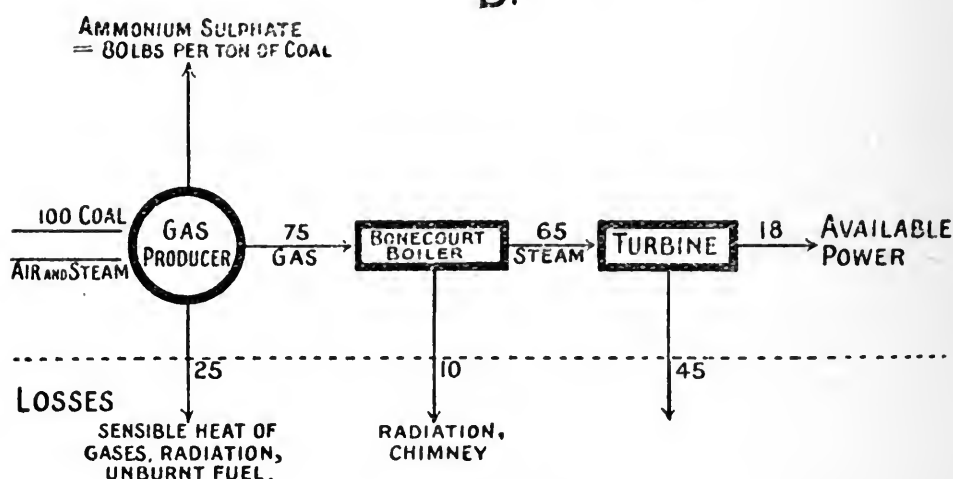 B.
AMMONIUM SULPHATE
= 80 LBS PER TON OF COAL
100 COAL
AIR AND STEAM
GAS
PRODUCER
75
GAS
BONECOURT
BOILER
65
STEAM
TURBINE
18
AVAILABLE
POWER
25
10
45
LOSSES
SENSIBLE HEAT OF
GASES, RADIATION,
UNBURNT FUEL.
RADIATION,
CHIMNEY